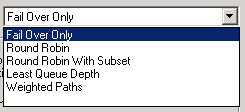 Fail Over Only
Fail Over Only
Round Robin
Round Robin With Subset
Least Queue Depth
Weighted Paths